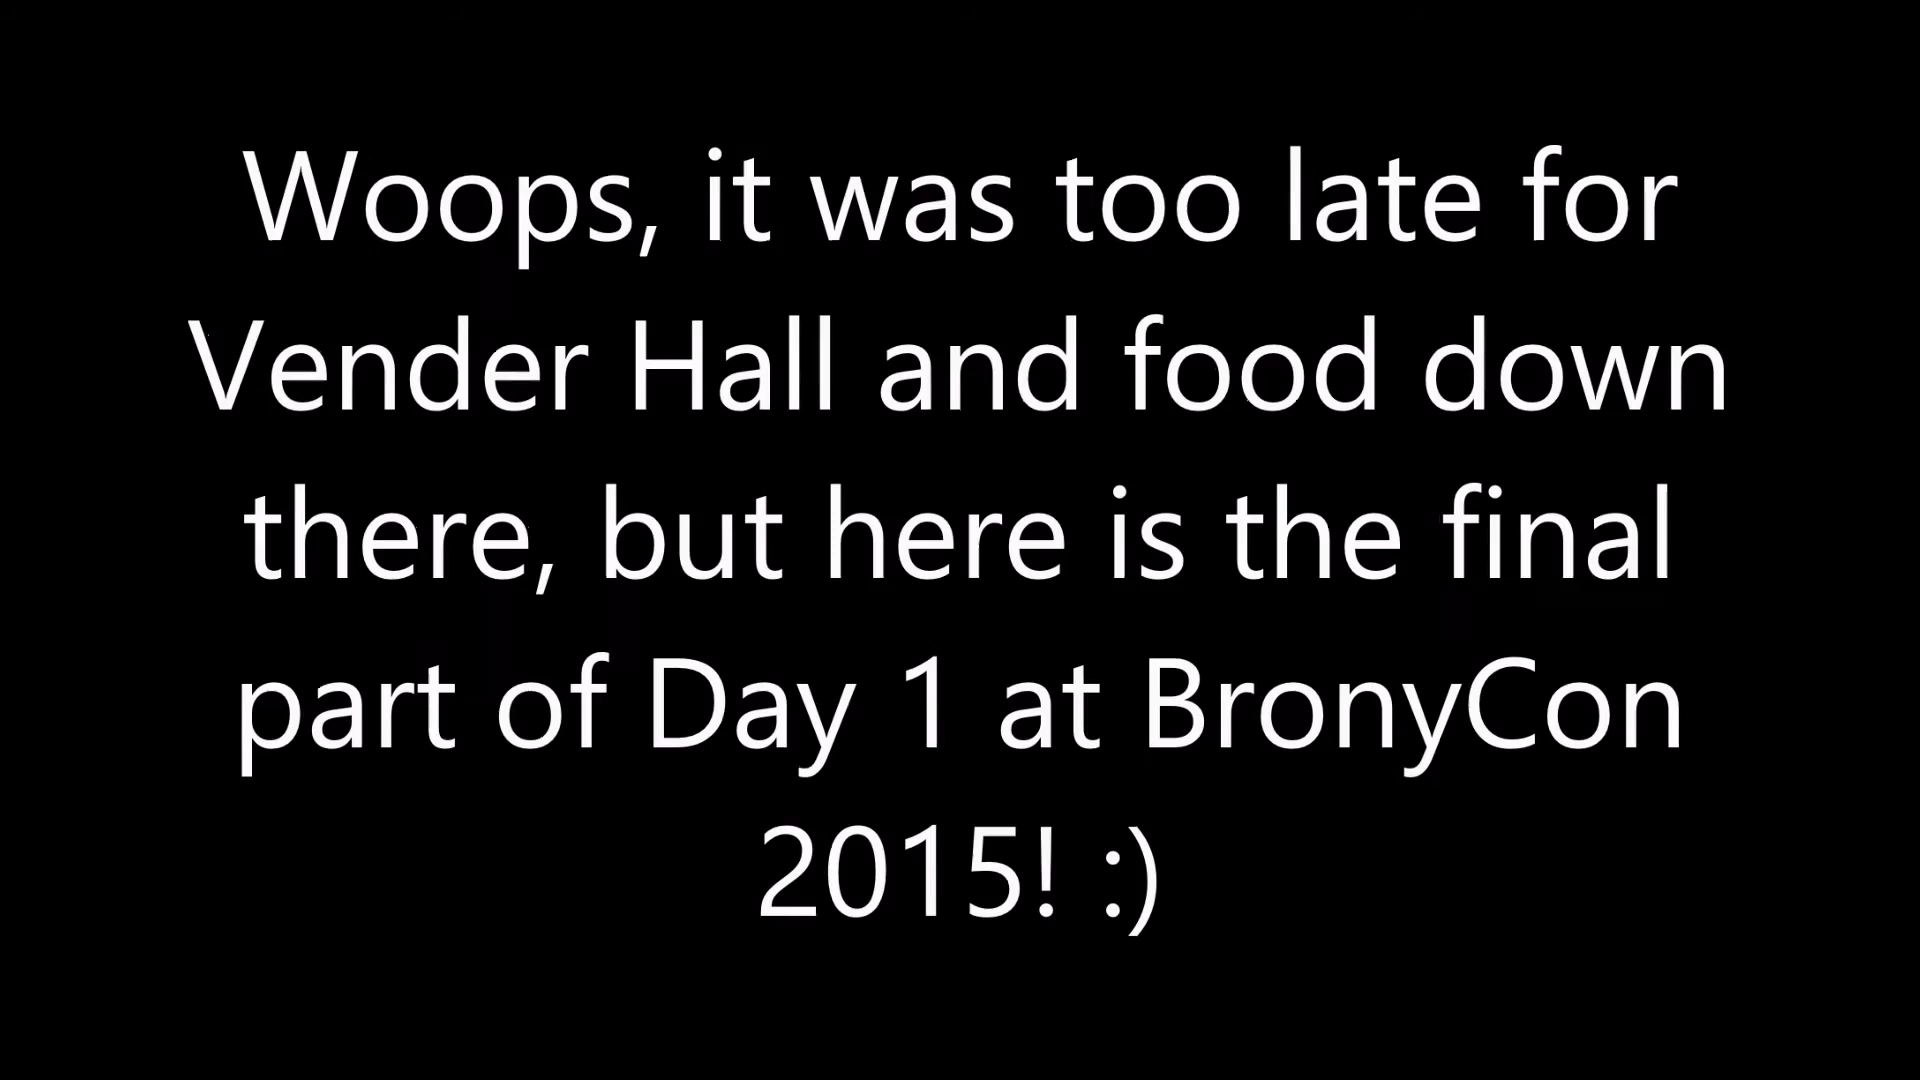 Woops, it was too late for
Vender Hall and food down
there, but here is the final
part of Day 1 at BronyCon
2015! :)